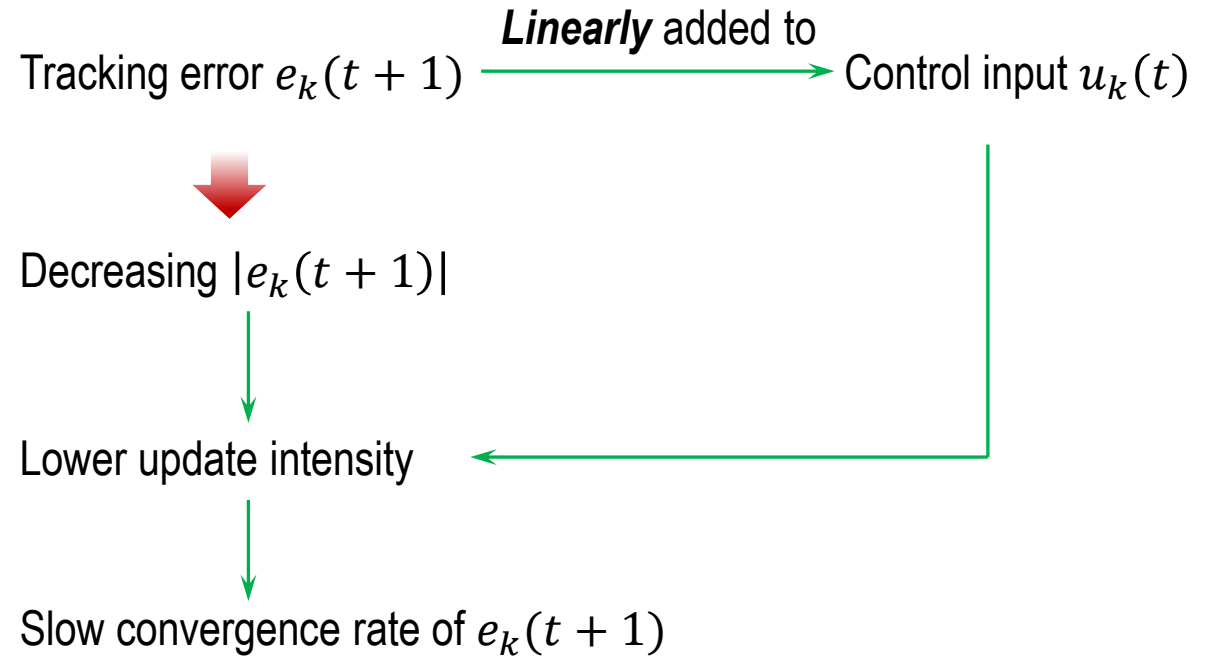 Linearly added to
Tracking error $e_k(t+1)$ Control input $u_k(t)$
Decreasing $|e_k(t+1)|$
Lower update intensity
Slow convergence rate of $e_k(t+1)$